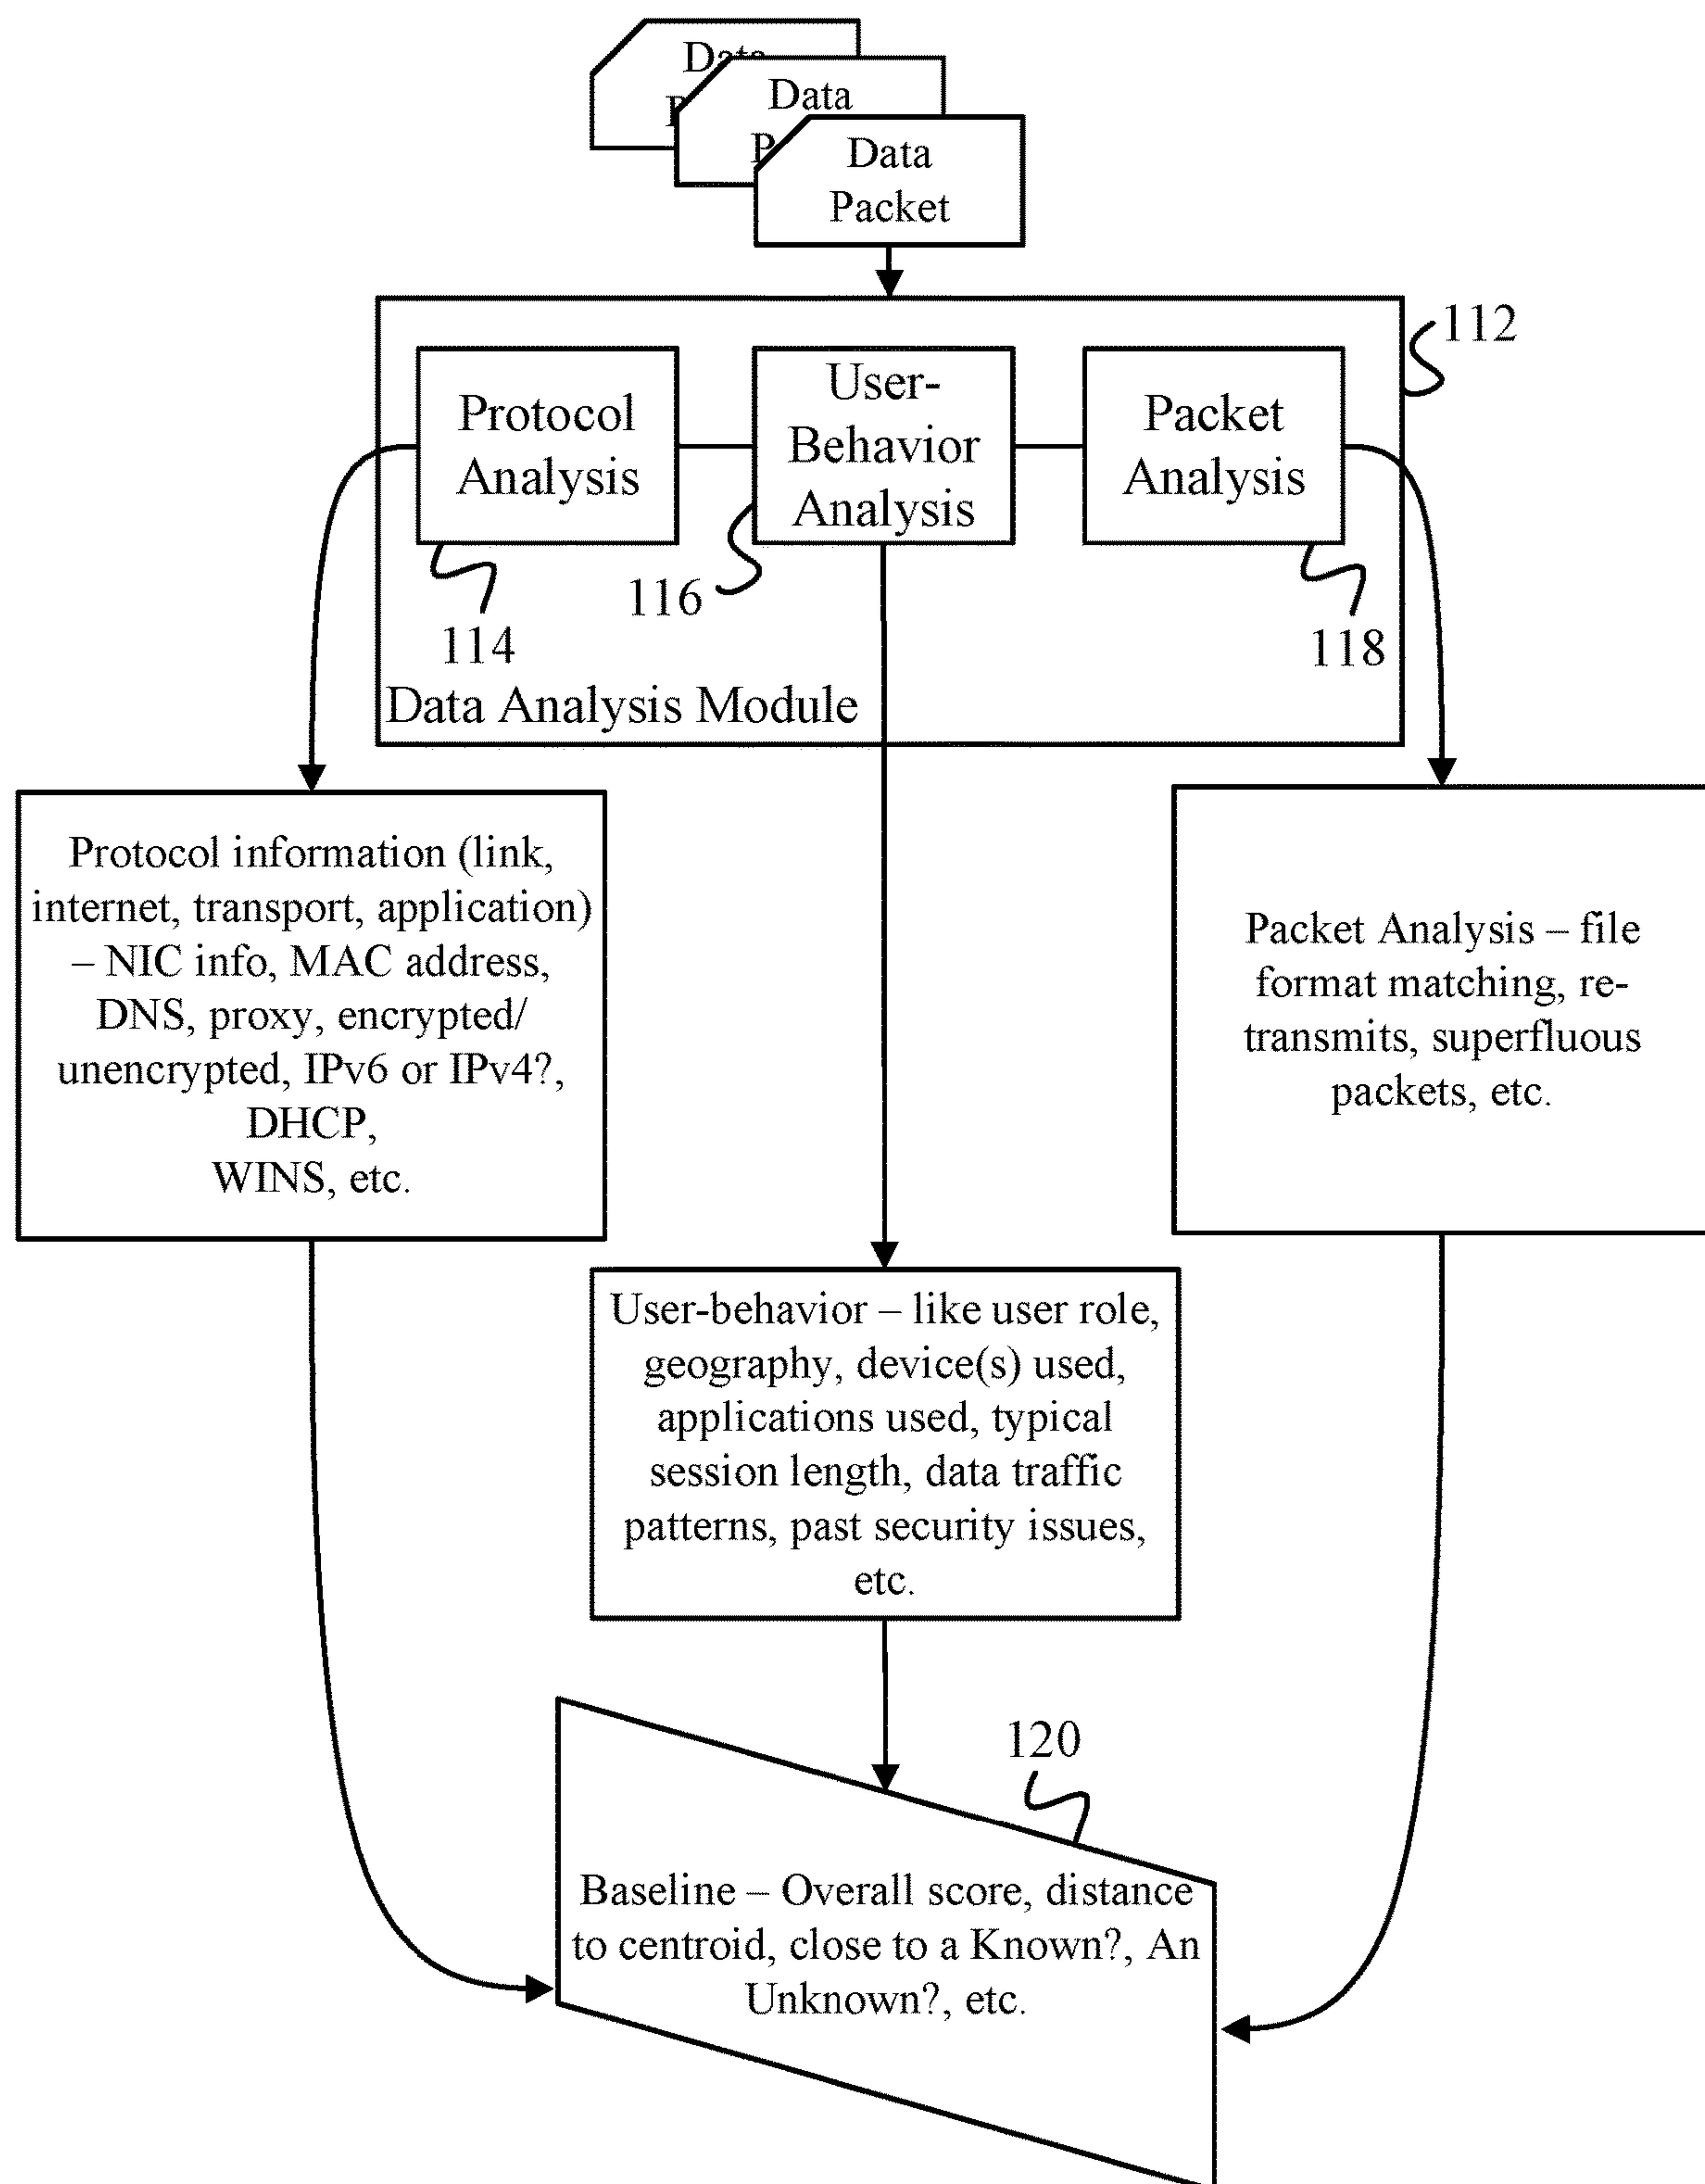 Data
Data
Data
Packet
112
Protocol
Analysis
User-
Behavior
Analysis
Packet
Analysis
116
114
118
Data Analysis Module
Protocol information (link,
internet, transport, application)
– NIC info, MAC address,
DNS, proxy, encrypted/
unencrypted, IPv6 or IPv4?,
DHCP,
WINS, etc.
Packet Analysis – file
format matching, re-
transmits, superfluous
packets, etc.
User-behavior – like user role,
geography, device(s) used,
applications used, typical
session length, data traffic
patterns, past security issues,
etc.
120
Baseline – Overall score, distance
to centroid, close to a Known?, An
Unknown?, etc.